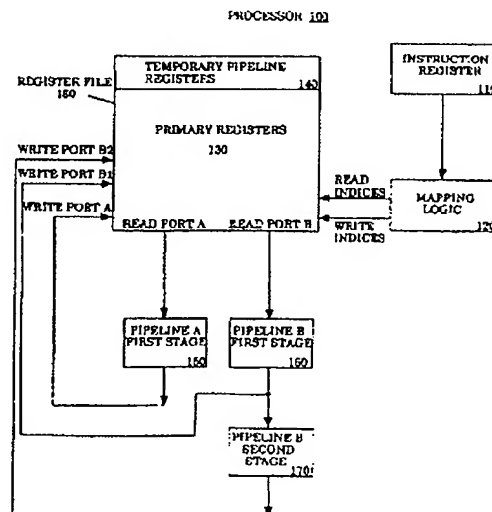 PROCESSOR 100
TEMPORARY PIPELINE
REGISTERS 140
INSTRUCTION
REGISTER
REGISTER FILE
180
PRIMARY REGISTERS
130
WRITE PORT B2
WRITE PORT B1
WRITE PORT A
READ
INDICES
MAPPING
LOGIC
WRITE
INDICES
READ PORT A READ PORT B
PIPELINE A
FIRST STAGE
150
PIPELINE B
FIRST STAGE
160
PIPELINE B
SECOND
STAGE
170